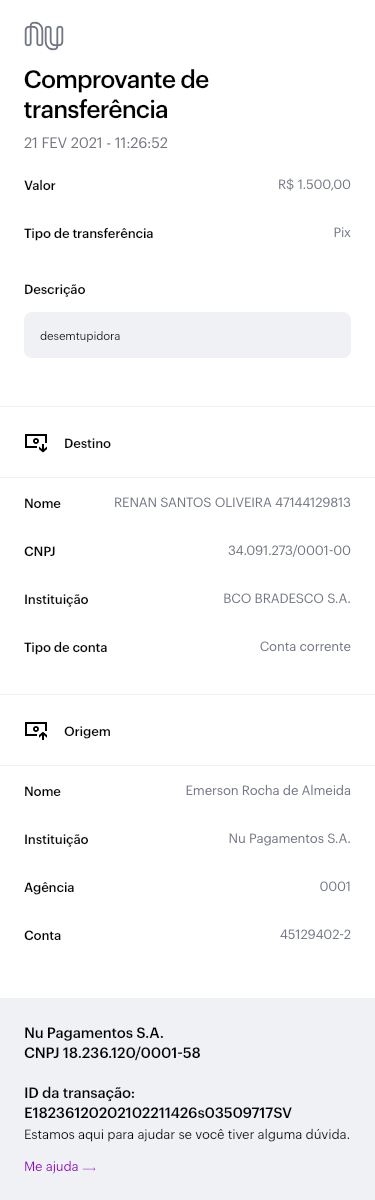 nu
Comprovante de
transferência
21 FEV 2021 - 11:26:52
Valor R$ 1.500,00
Tipo de transferência Pix
Descrição
desemtupidora
Destino
Nome RENAN SANTOS OLIVEIRA 47144129813
CNPJ 34.091.273/0001-00
Instituição BCO BRADESCO S.A.
Tipo de conta Conta corrente
Origem
Nome Emerson Rocha de Almeida
Instituição Nu Pagamentos S.A.
Agência 0001
Conta 45129402-2
Nu Pagamentos S.A.
CNPJ 18.236.120/0001-58
ID da transação:
E18236120202102211426s03509717SV
Estamos aqui para ajudar se você tiver alguma dúvida.
Me ajuda →